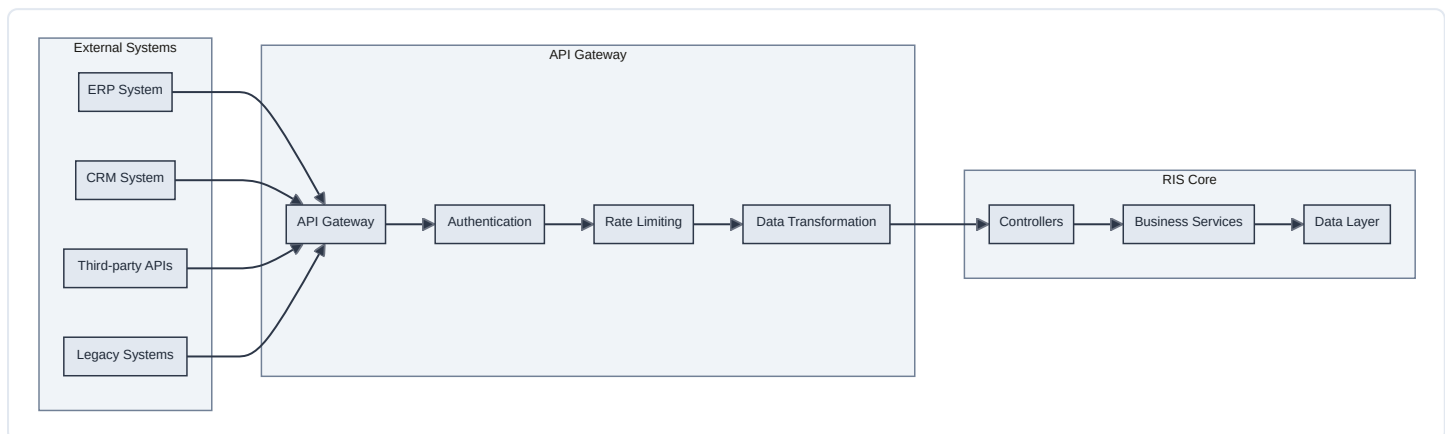 External Systems
ERP System
CRM System
Third-party APIs
Legacy Systems
API Gateway
API Gateway
Authentication
Rate Limiting
Data Transformation
RIS Core
Controllers
Business Services
Data Layer